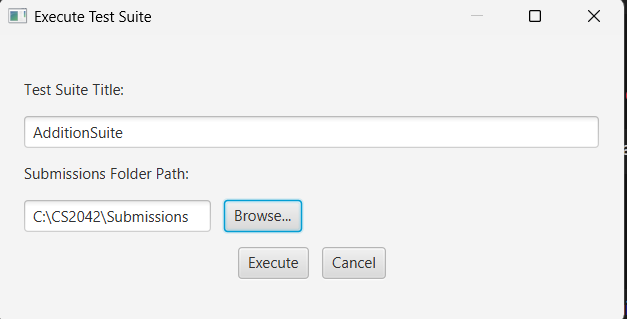 Execute Test Suite
Test Suite Title:
AdditionSuite
Submissions Folder Path:
C:\CS2042\Submissions Browse...
Execute Cancel